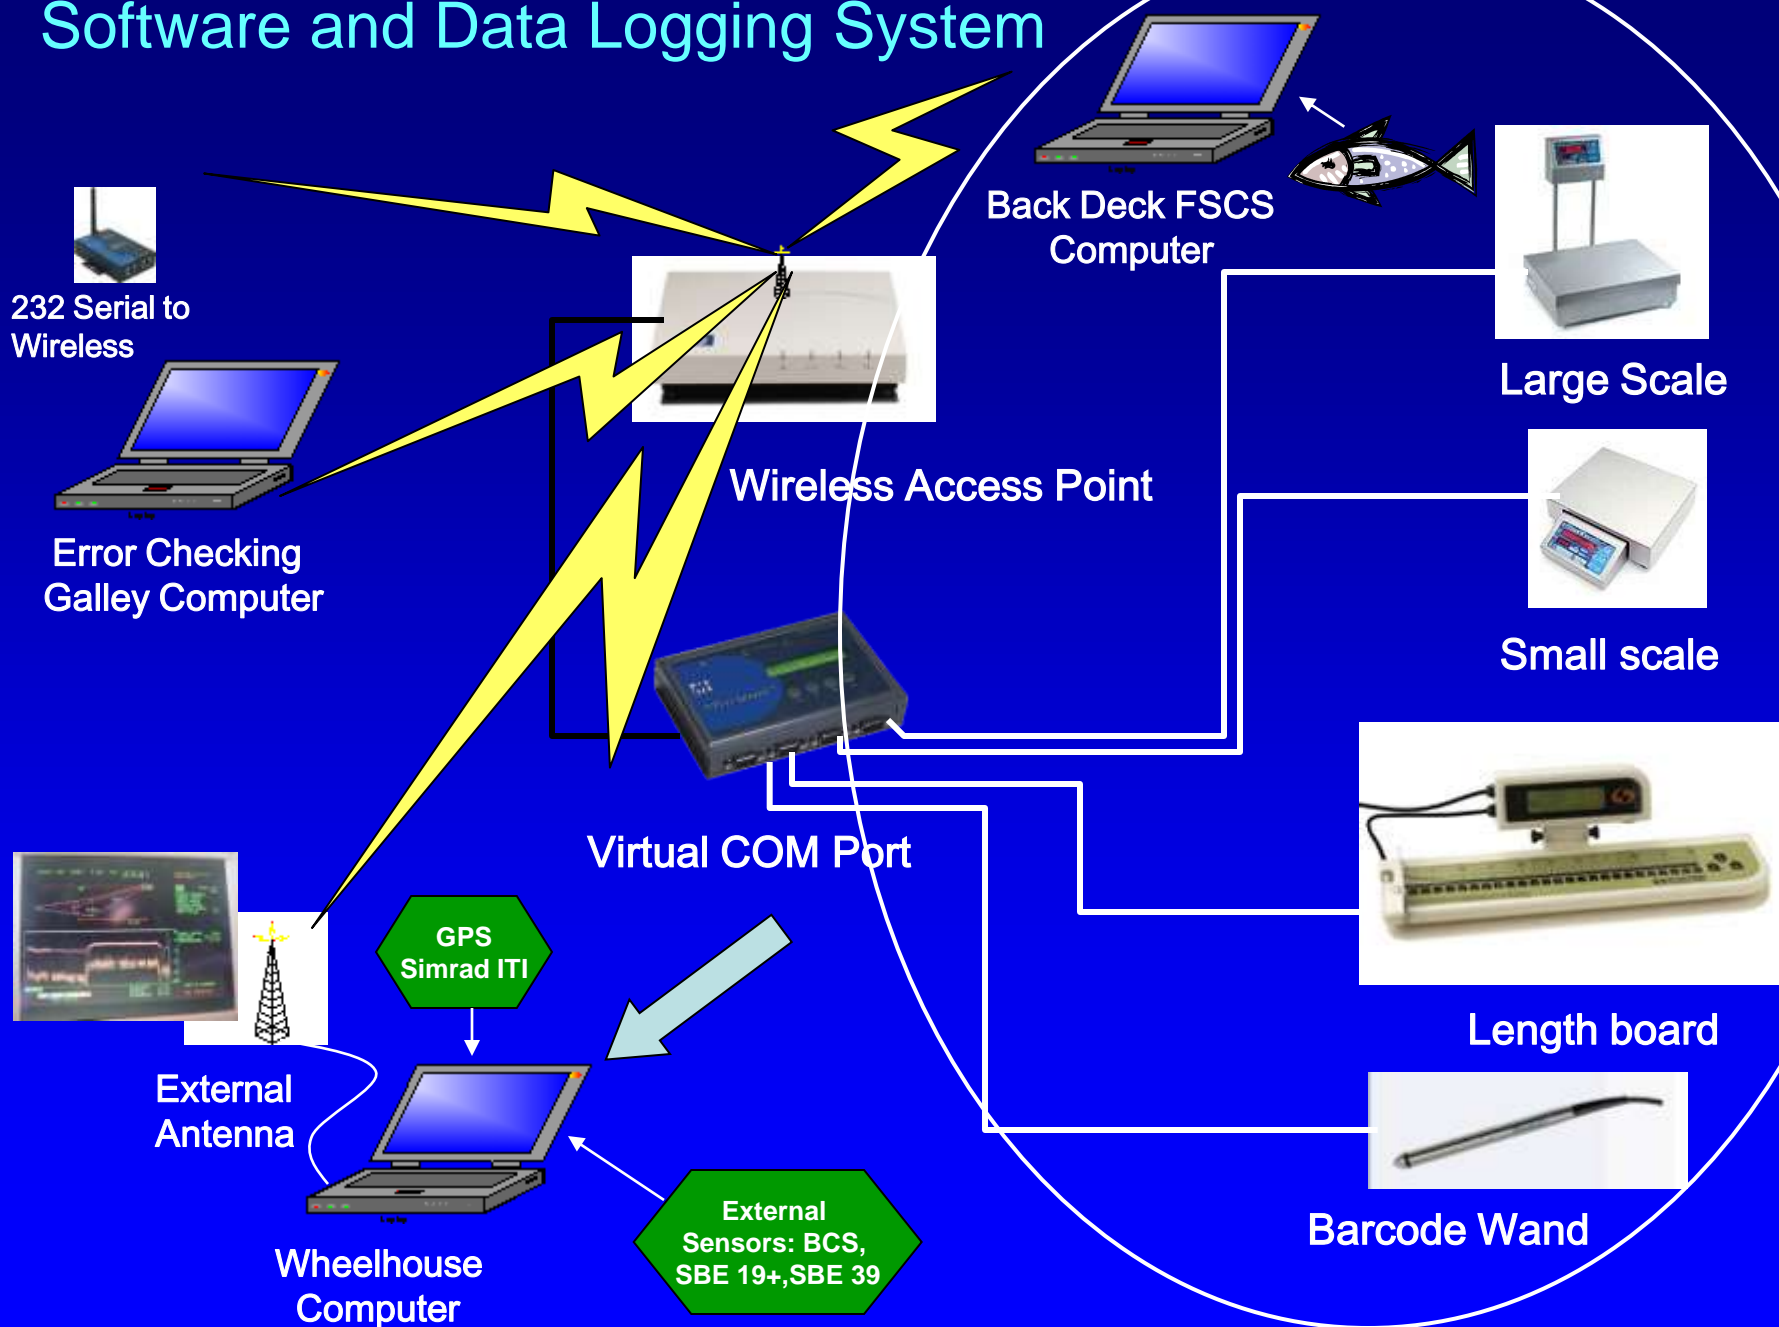 Software and Data Logging System
Back Deck FSCS
Computer
232 Serial to
Wireless
Large Scale
Wireless Access Point
Error Checking
Galley Computer
Small scale
Virtual COM Port
GPS
Simrad ITI
Length board
External
Antenna
External
Sensors: BCS,
SBE 19+,SBE 39
Barcode Wand
Wheelhouse
Computer